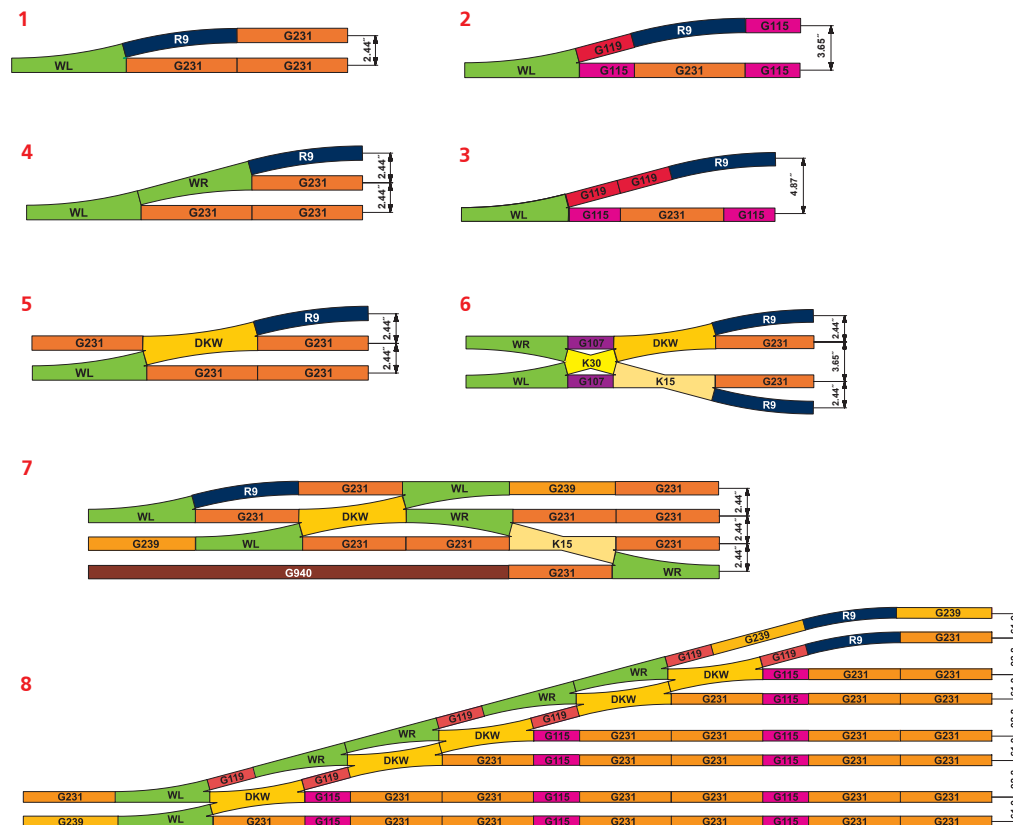 1
R9 G231
WL G231 G231
2.44"
2
G119 R9 G115
WL G115 G231 G115
3.65"
4
R9
WR G231
WL G231 G231
2.44"
2.44"
3
G119 G119 R9
WL G115 G231 G115
4.87"
5
R9
G231 DKW G231
WL G231 G231
2.44"
2.44"
6
R9
WR G107 DKW G231
K30
WL G107 K15 G231
R9
2.44"
3.65"
2.44"
7
R9 G231 WL G239 G231
WL G231 DKW WR G231 G231
G239 WL G231 G231 K15 G231
G940 G231 WR
2.44"
2.44"
2.44"
8
G239 R9 G239
G119 G119 R9 G231
WR DKW G115 G231 G231
WR DKW G231 G115 G231
G119 G119
WR DKW G115 G231 G231 G115 G231
WR DKW G231 G115 G231 G115 G231
G119 G119
G231 WL DKW G115 G231 G231 G115 G231 G231 G115 G231 G231
G239 WL G231 G115 G231 G231 G115 G231 G231 G115 G231 G231